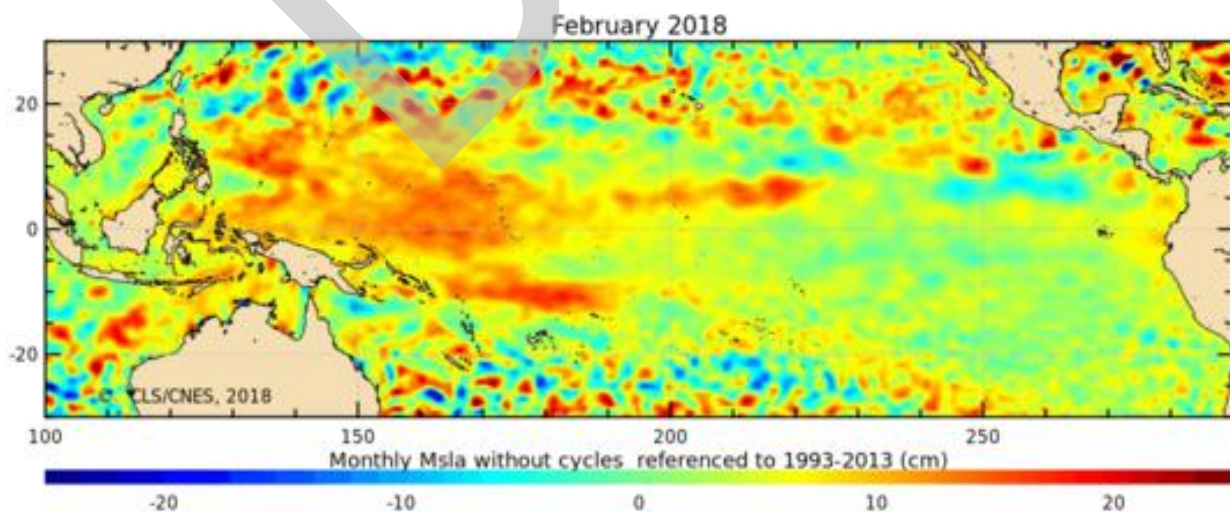 February 2018
20
0
-20
CLS/CNES, 2018
100 150 200 250
Monthly Msla without cycles referenced to 1993-2013 (cm)
-20 -10 0 10 20